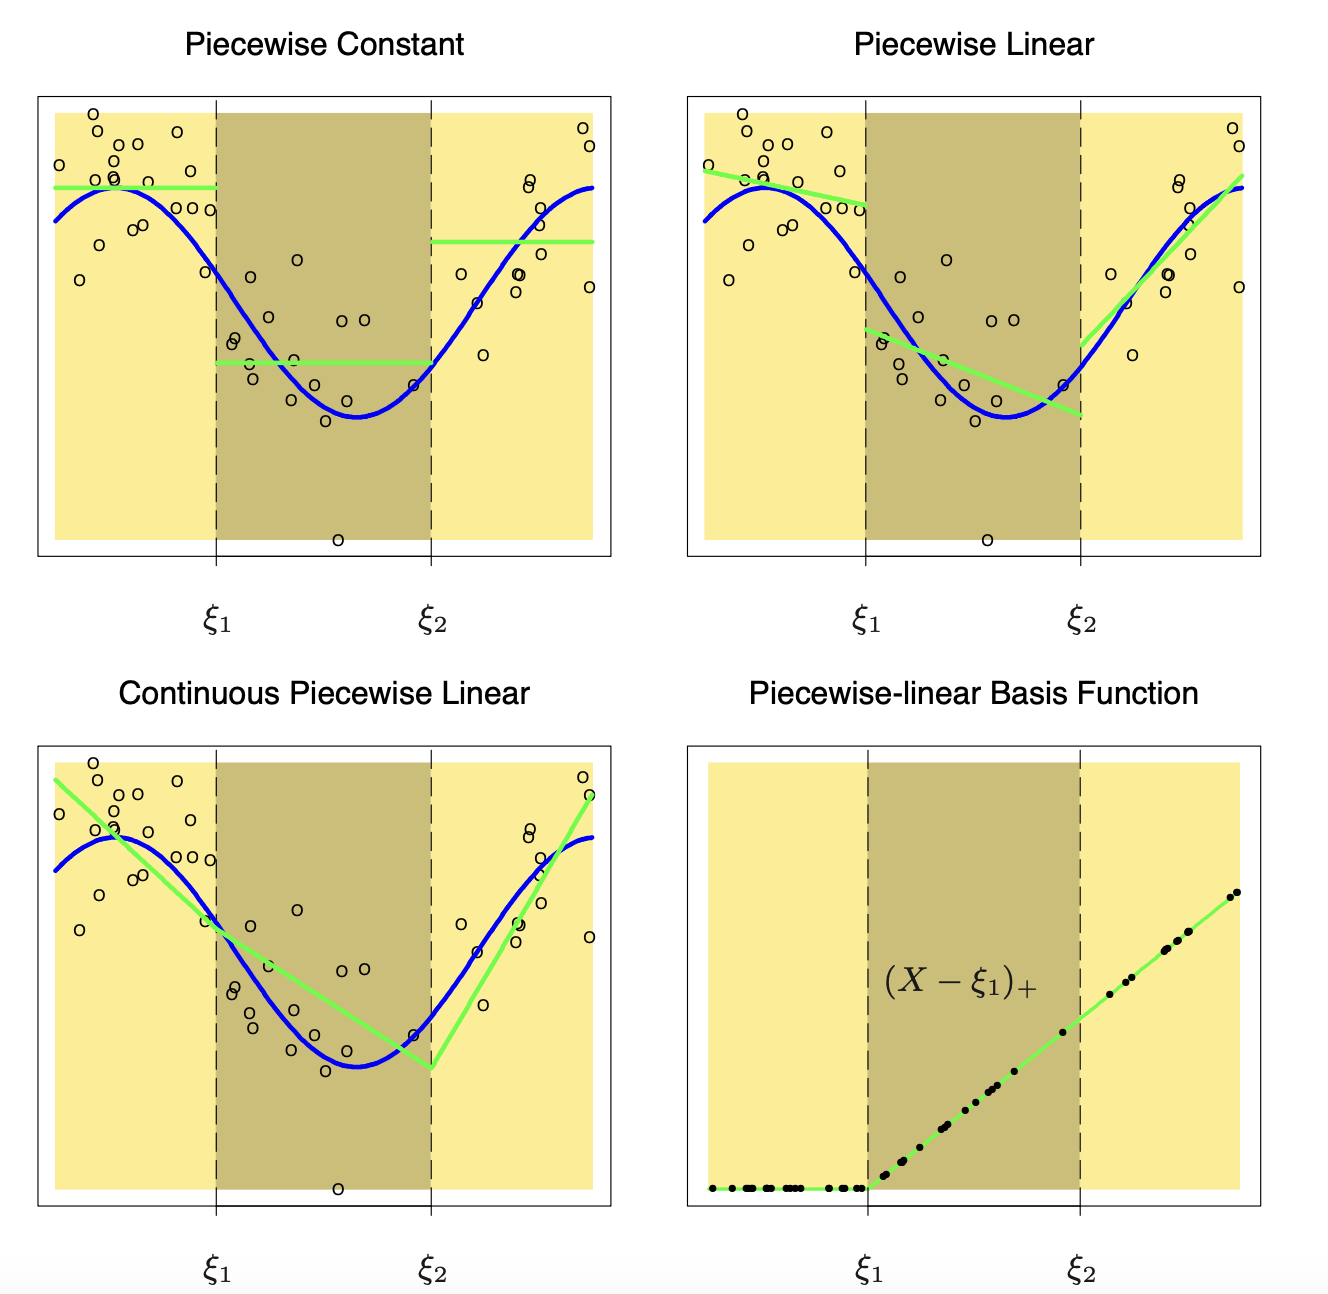 Piecewise Constant
Piecewise Linear
ξ₁ ξ₂
ξ₁ ξ₂
Continuous Piecewise Linear
Piecewise-linear Basis Function
(X − ξ₁)₊
ξ₁ ξ₂
ξ₁ ξ₂